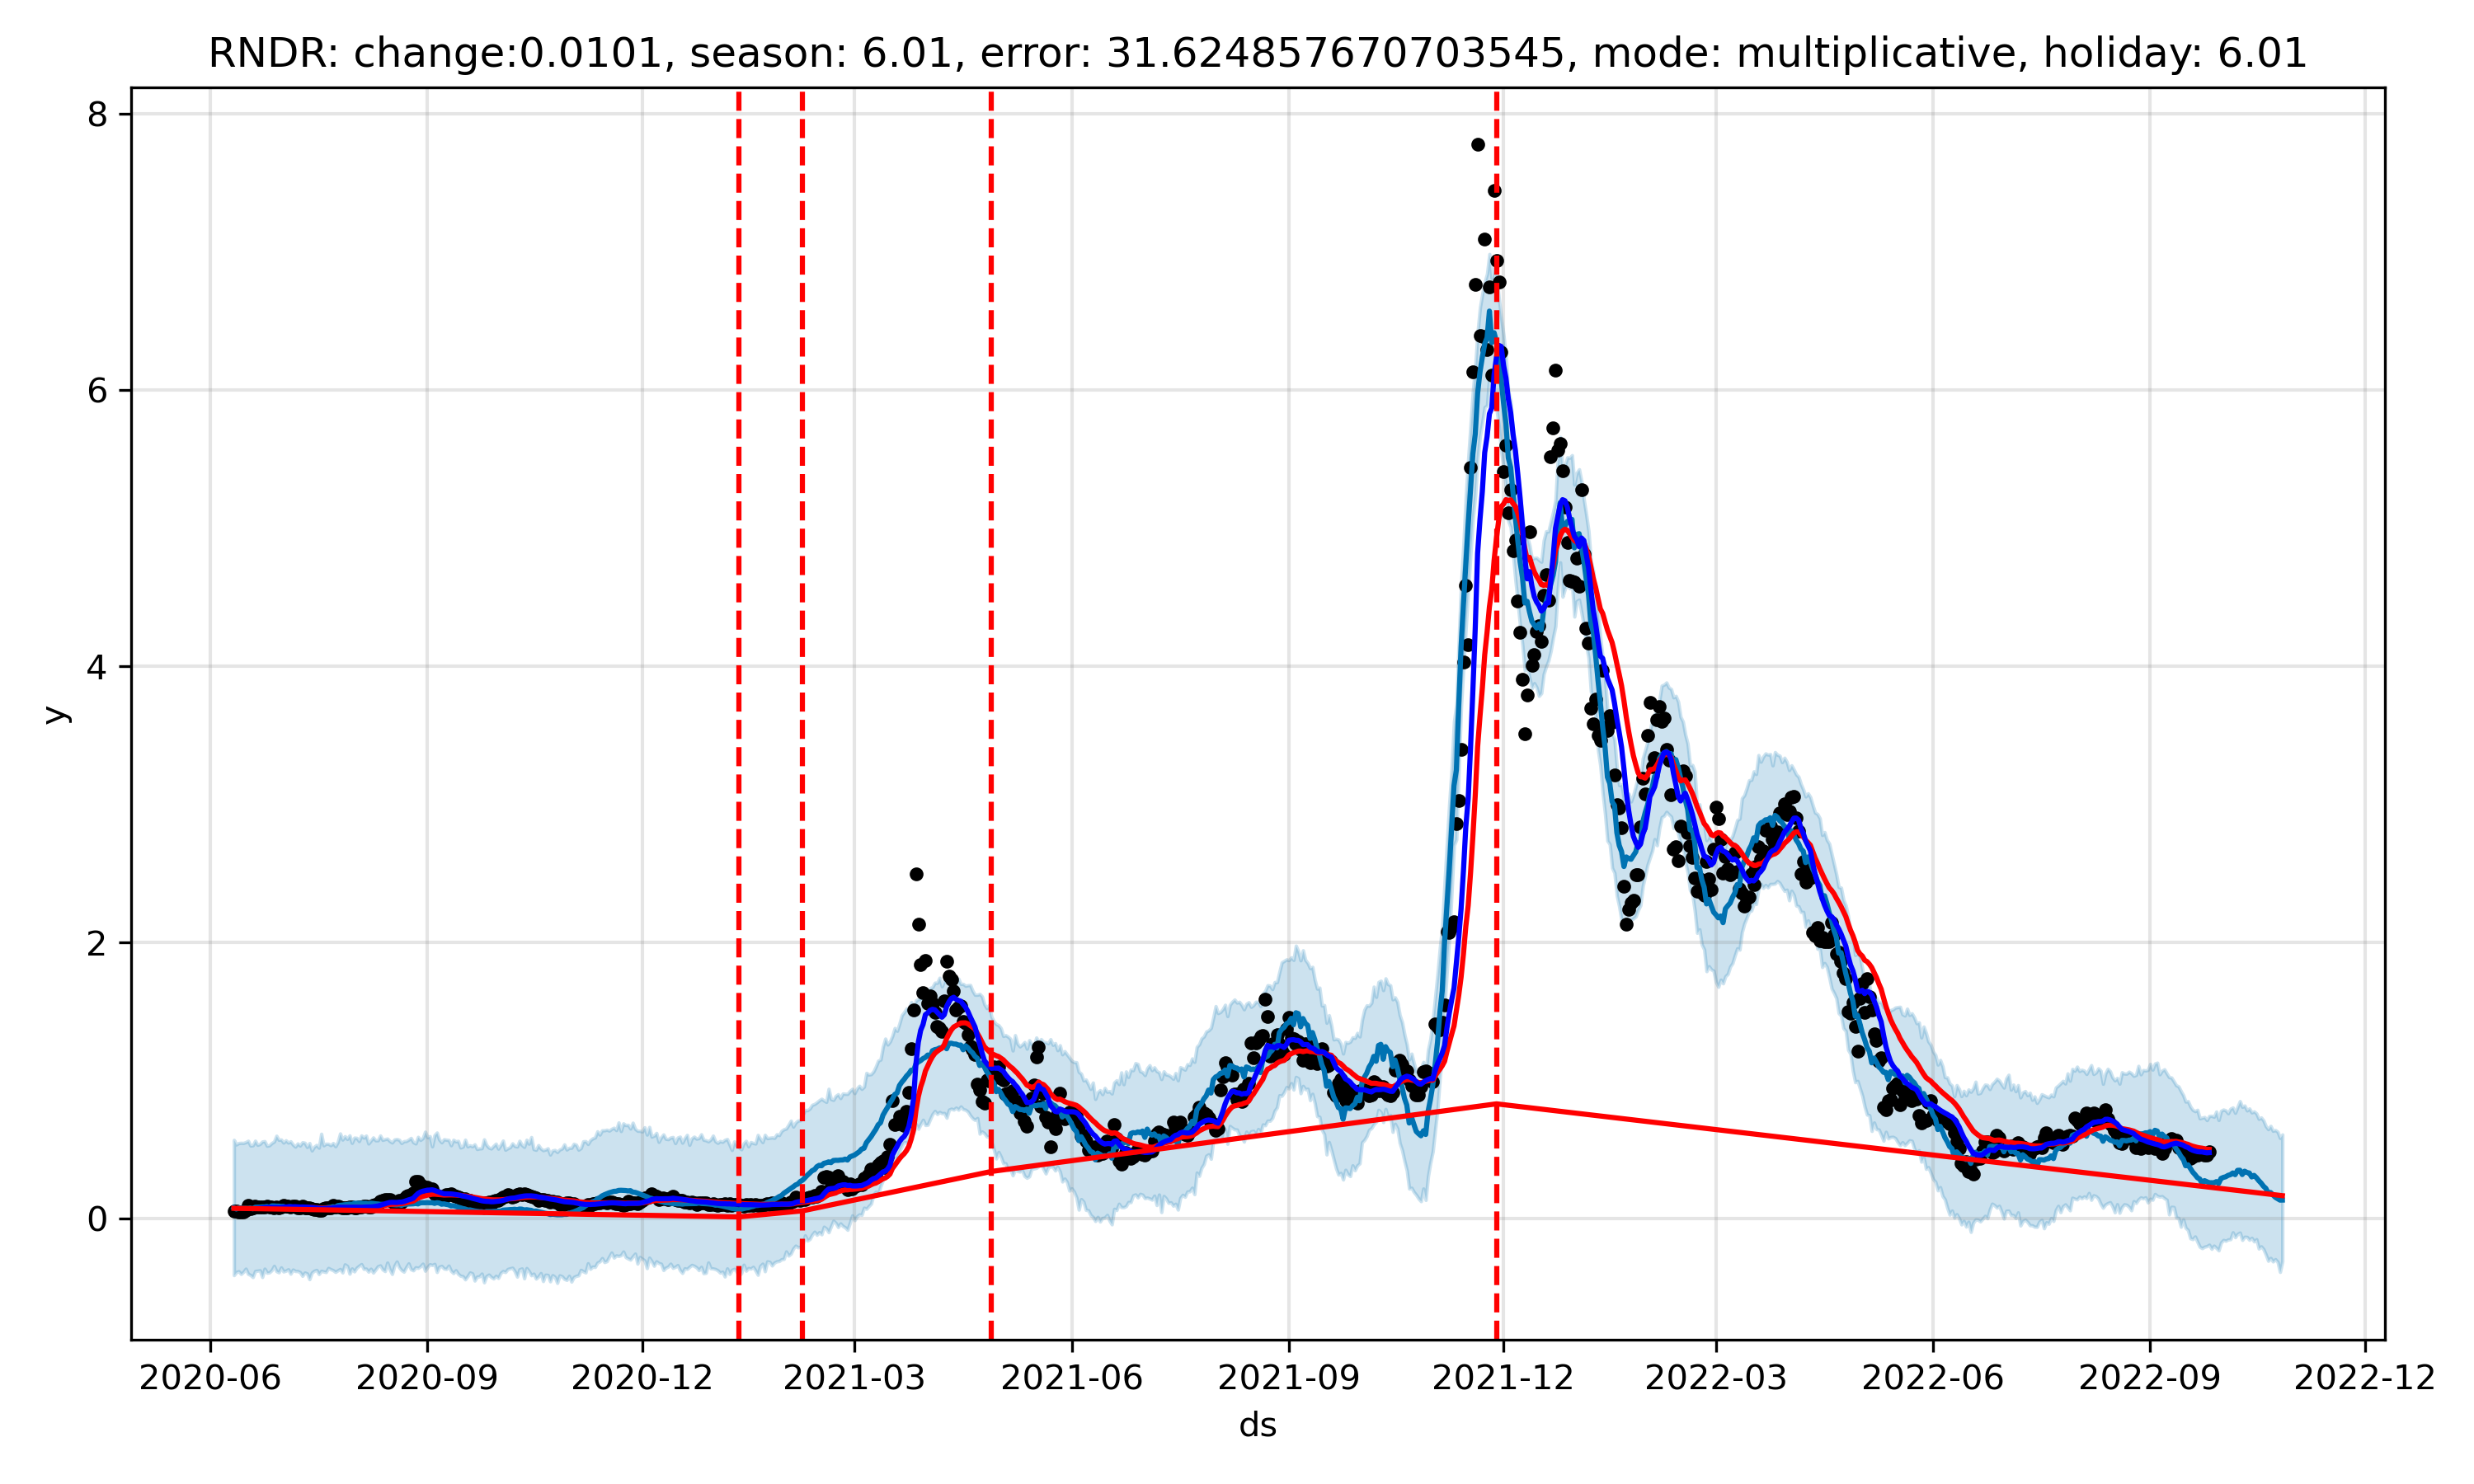 RNDR: change:0.0101, season: 6.01, error: 31.624857670703545, mode: multiplicative, holiday: 6.01
8
6
4
2
0
y
2020-06 2020-09 2020-12 2021-03 2021-06 2021-09 2021-12 2022-03 2022-06 2022-09 2022-12
ds